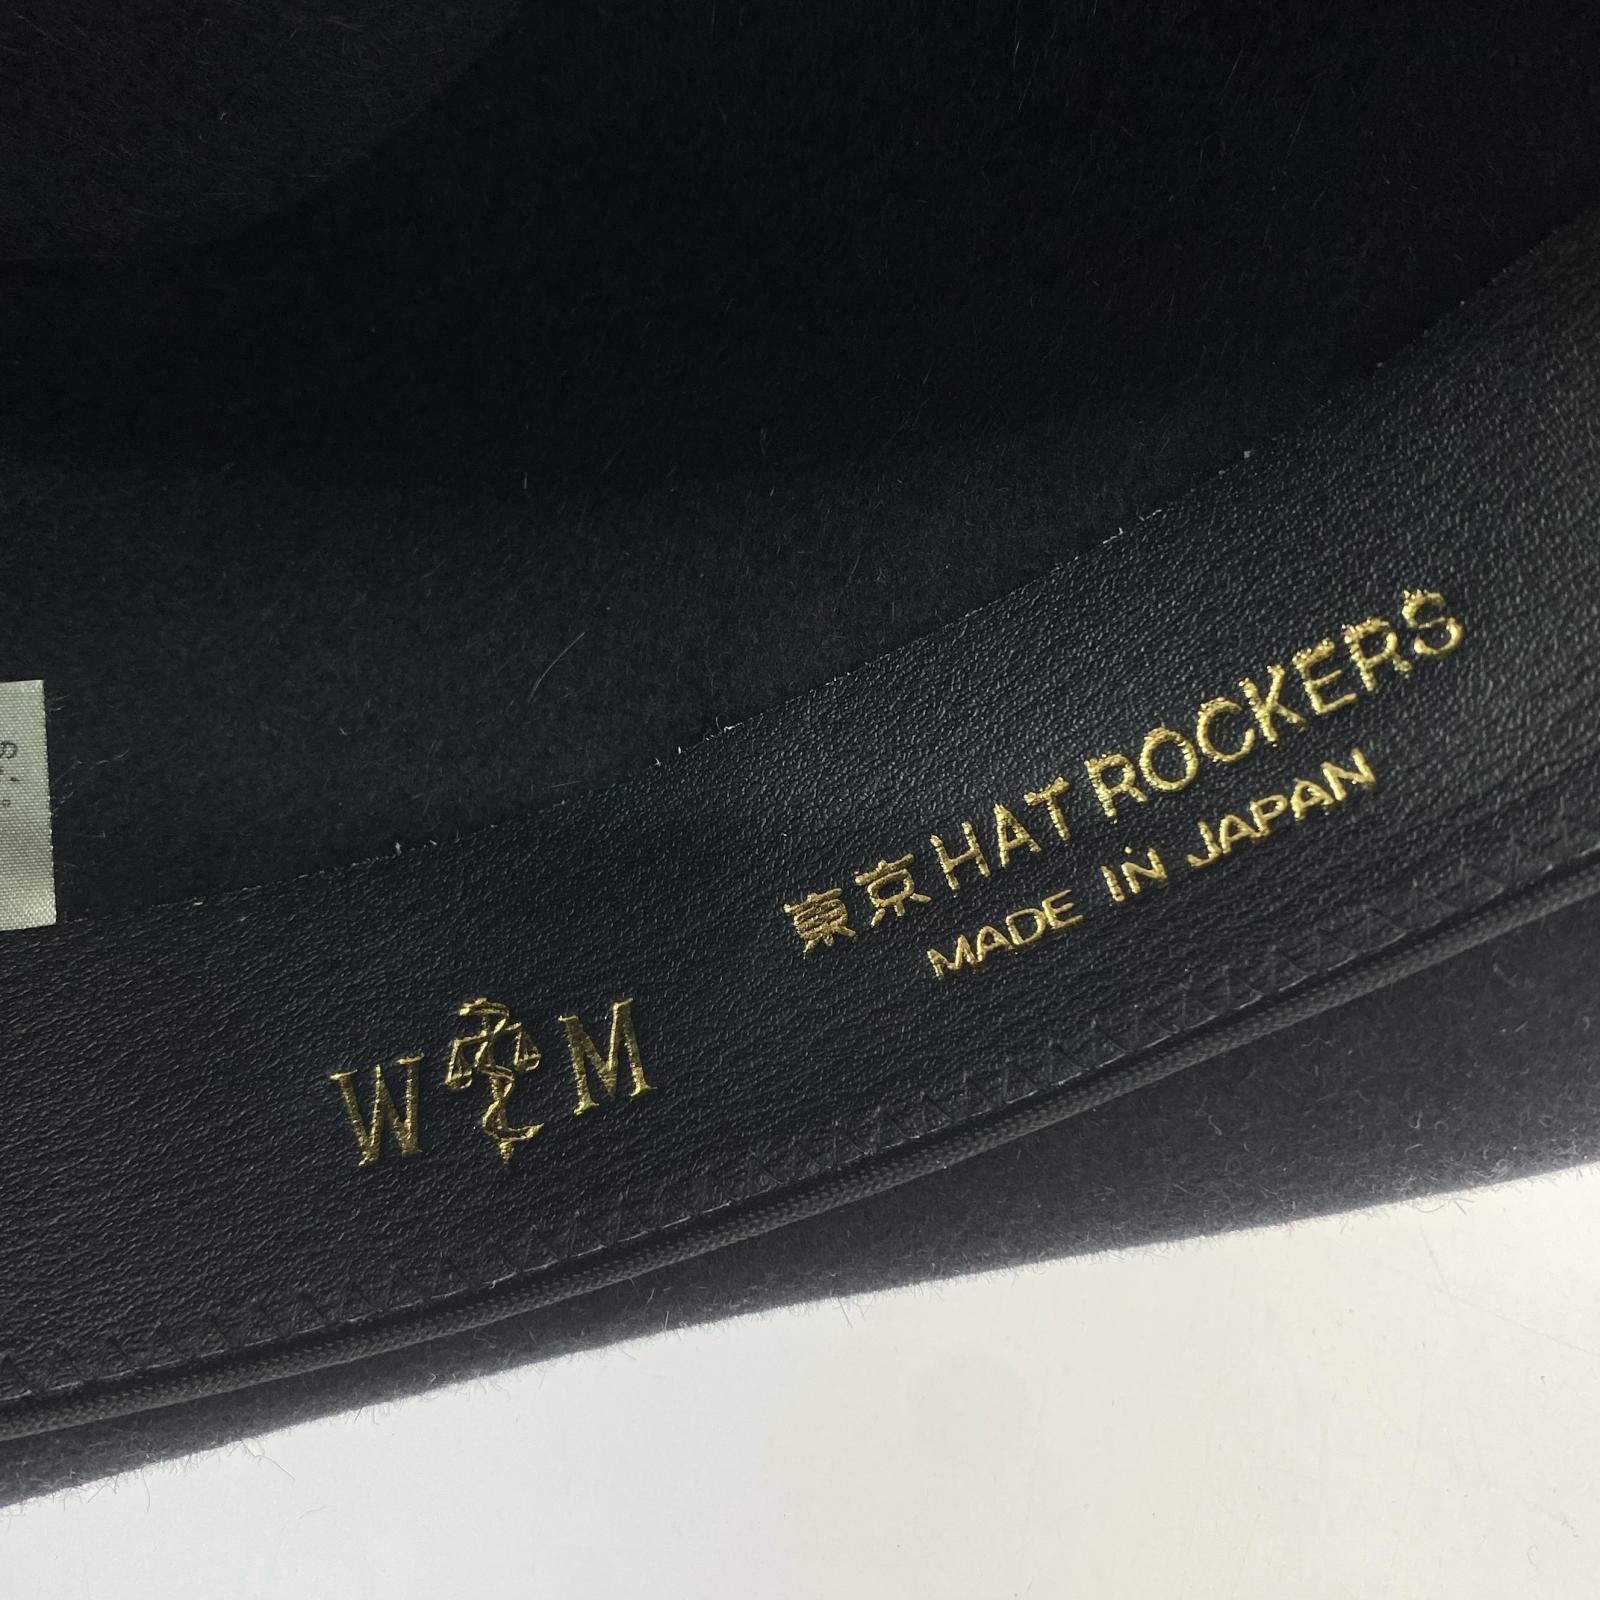 東京 HAT ROCKERS
MADE IN JAPAN
W M